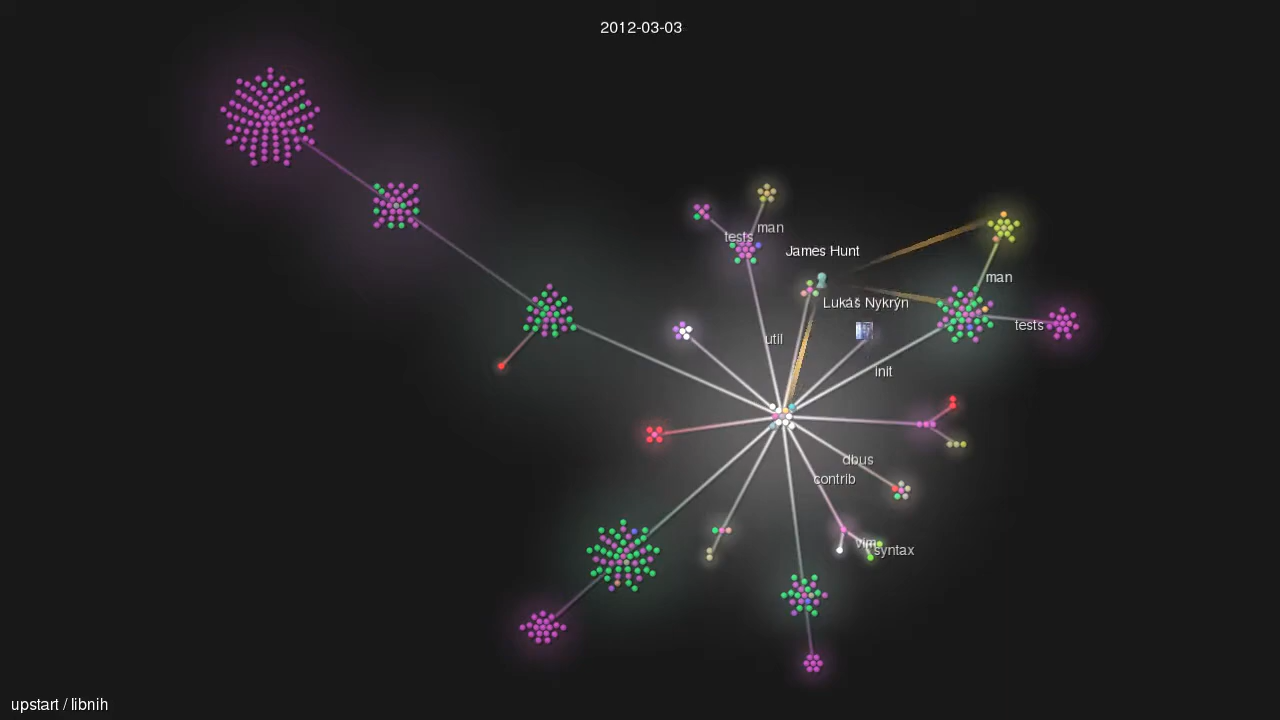 2012-03-03
man
tests
James Hunt
man
Lukáš Nykrýn
tests
util
init
dbus
contrib
vim
syntax
upstart / libnih